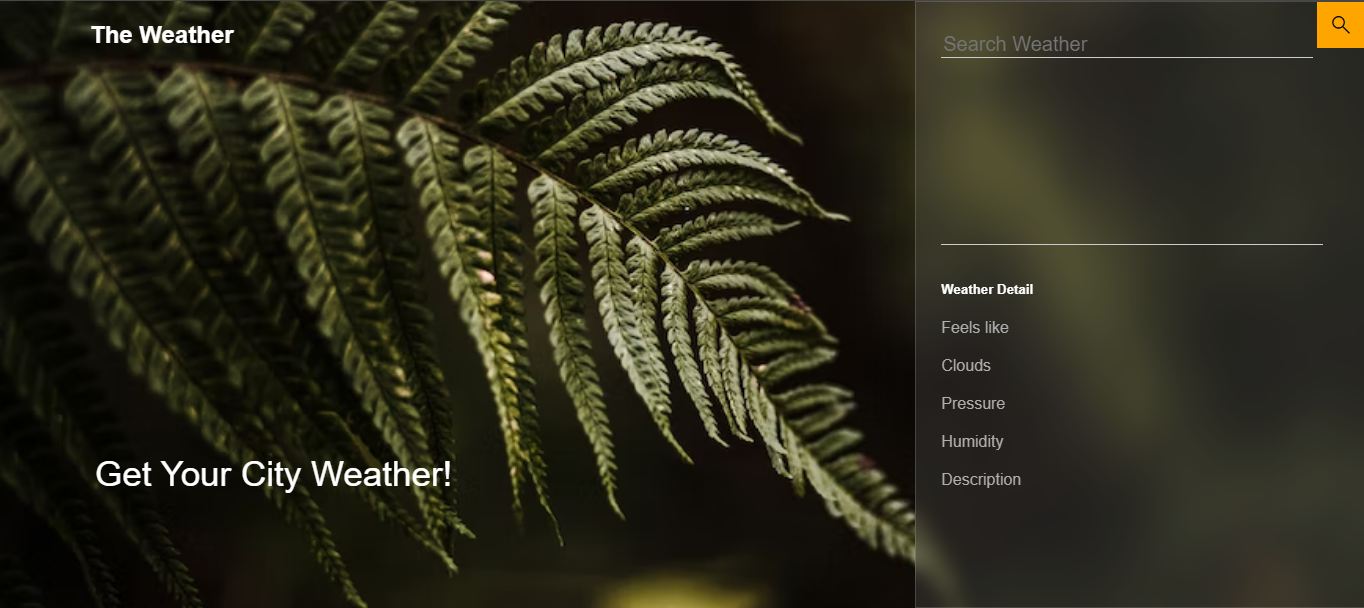 The Weather
Search Weather
Get Your City Weather!
Weather Detail
Feels like
Clouds
Pressure
Humidity
Description